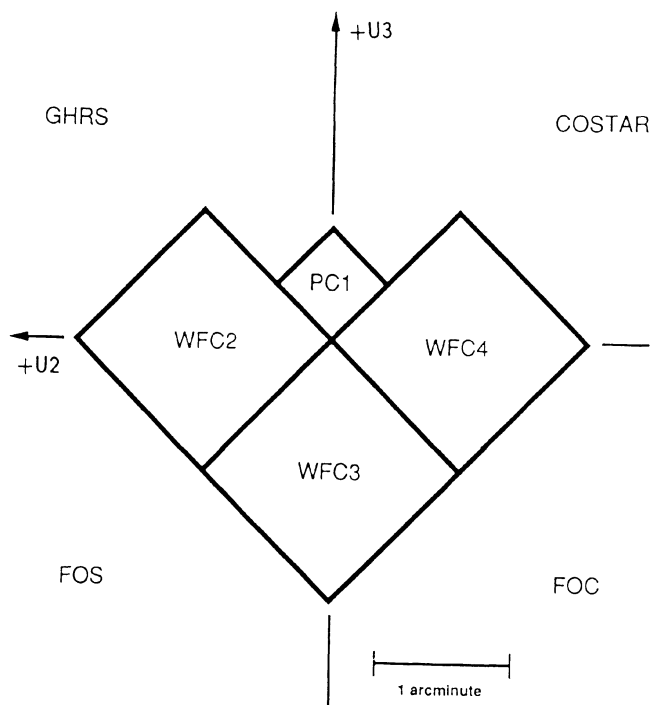 +U3
GHRS
COSTAR
PC1
WFC2
WFC4
+U2
WFC3
FOS
FOC
1 arcminute